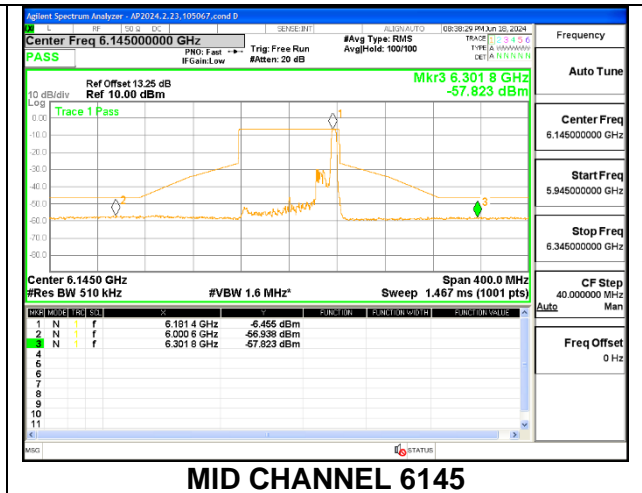 Agilent Spectrum Analyzer - AP2024.2.23,105067,cond D
L RF 50 Ω DC SENSE:INT ALIGN AUTO 08:38:29 PM Jun 18, 2024
Center Freq 6.145000000 GHz
PASS
PNO: Fast
IFGain:Low
Trig: Free Run
#Atten: 20 dB
#Avg Type: RMS
Avg|Hold: 100/100
TRACE 1 2 3 4 5 6
TYPE A WWWWW
DET A N N N N N
Frequency
Auto Tune
Center Freq
6.145000000 GHz
Start Freq
5.945000000 GHz
Stop Freq
6.345000000 GHz
CF Step
40.000000 MHz
Auto Man
Freq Offset
0 Hz
Ref Offset 13.25 dB
10 dB/div Ref 10.00 dBm
Log
Mkr3 6.301 8 GHz
-57.823 dBm
Trace 1 Pass
0.00
-10.0
-20.0
-30.0
-40.0
-50.0
-60.0
-70.0
-80.0
1
2
3
Center 6.1450 GHz Span 400.0 MHz
#Res BW 510 kHz #VBW 1.6 MHz* Sweep 1.467 ms (1001 pts)
MKR MODE TRC SCL X Y FUNCTION FUNCTION WIDTH FUNCTION VALUE
1 N 1 f 6.181 4 GHz -6.455 dBm
2 N 1 f 6.000 6 GHz -56.938 dBm
3 N 1 f 6.301 8 GHz -57.823 dBm
4
5
6
7
8
9
10
11
MSG STATUS
MID CHANNEL 6145